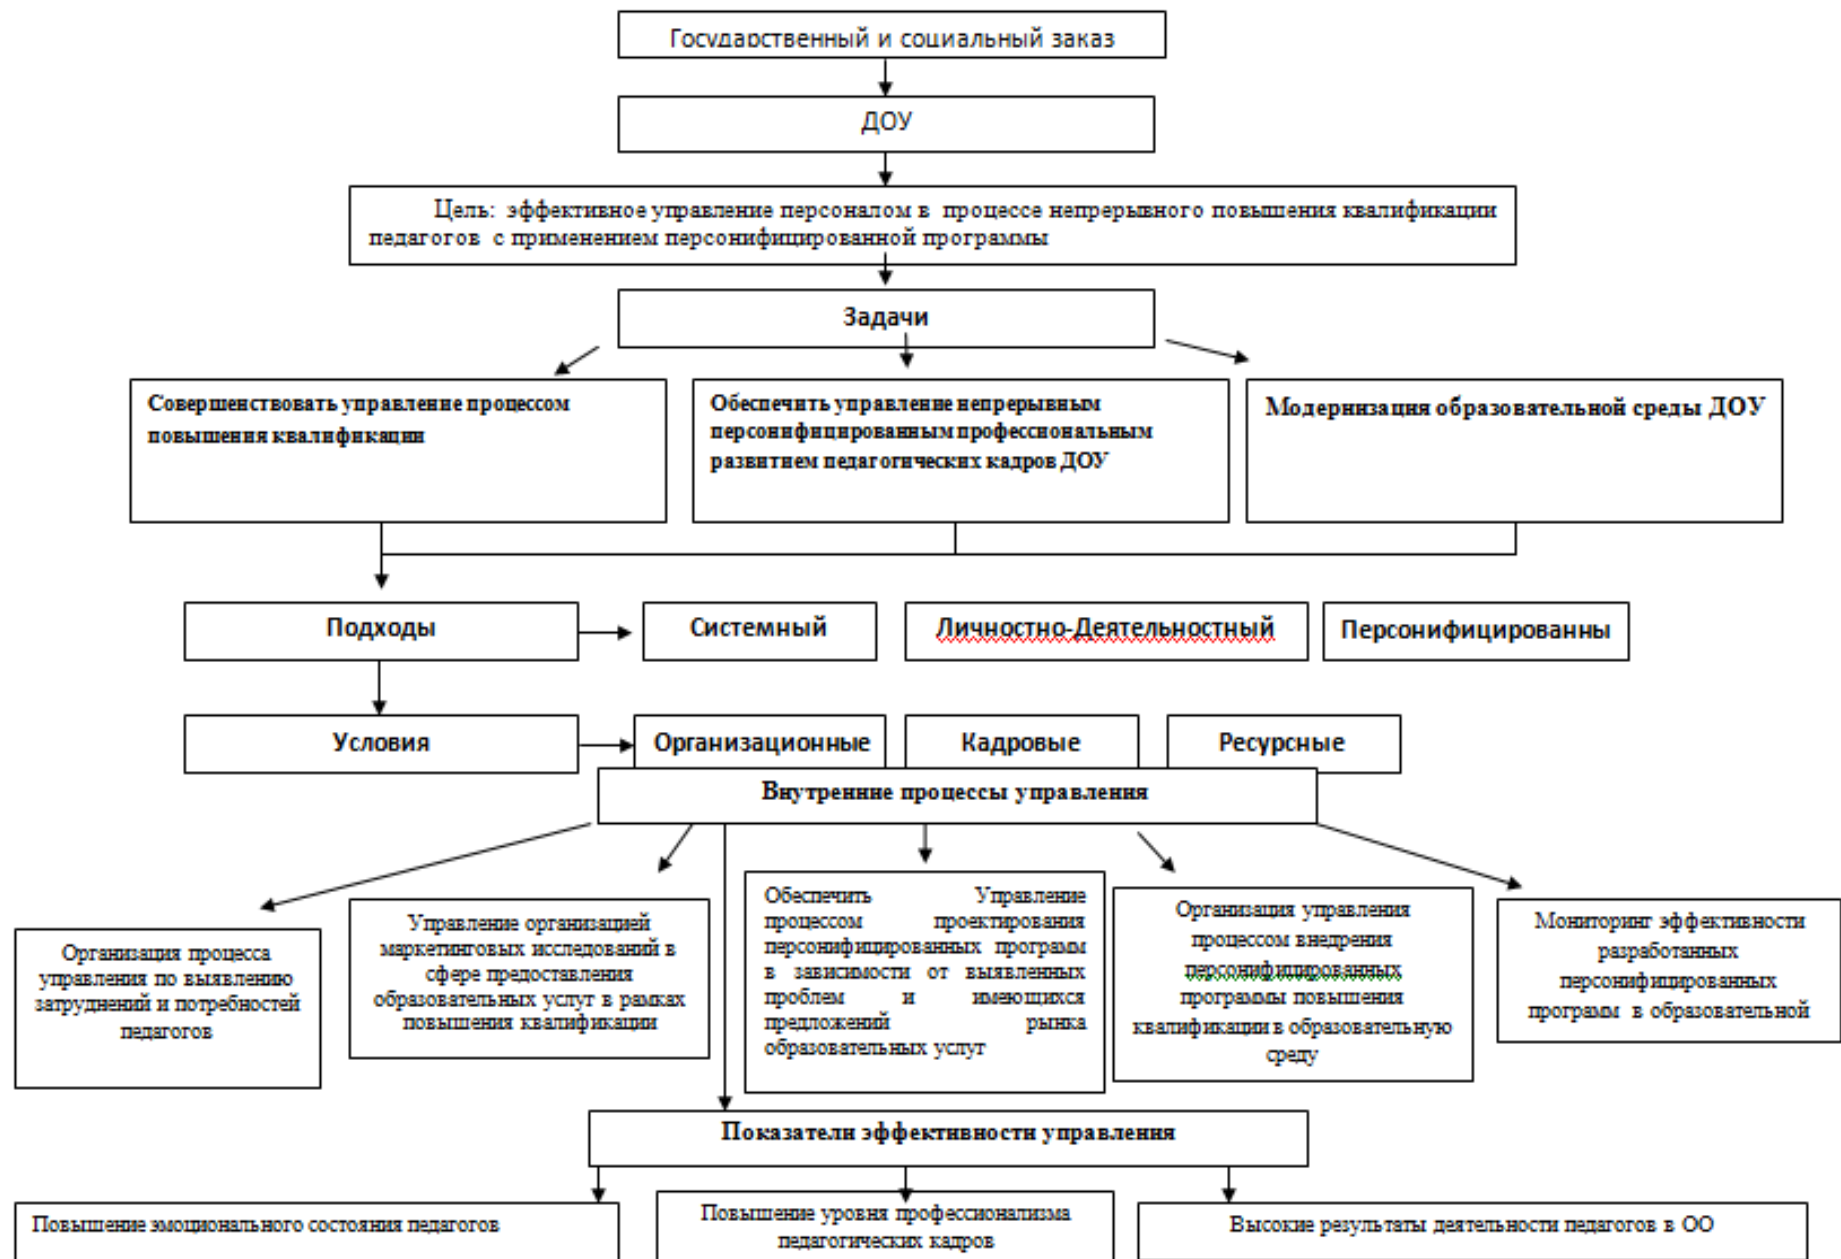 Государственный и социальный заказ
ДОУ
Цель: эффективное управление персоналом в процессе непрерывного повышения квалификации
педагогов с применением персонифицированной программы
Задачи
Совершенствовать управление процессом
повышения квалификации
Обеспечить управление непрерывным
персонифицированным профессиональным
развитием педагогических кадров ДОУ
Модернизация образовательной среды ДОУ
Подходы
Системный
Личностно-Деятельностный
Персонифицированны
Условия
Организационные
Кадровые
Ресурсные
Внутренние процессы управления
Организация процесса
управления по выявлению
затруднений и потребностей
педагогов
Управление организацией
маркетинговых исследований в
сфере предоставления
образовательных услуг в рамках
повышения квалификации
Обеспечить Управление
процессом проектирования
персонифицированных программ
в зависимости от выявленных
проблем и имеющихся
предложений рынка
образовательных услуг
Организация управления
процессом внедрения
персонифицированных
программы повышения
квалификации в образовательную
среду
Мониторинг эффективности
разработанных
персонифицированных
программ в образовательной
Показатели эффективности управления
Повышение эмоционального состояния педагогов
Повышение уровня профессионализма
педагогических кадров
Высокие результаты деятельности педагогов в ОО